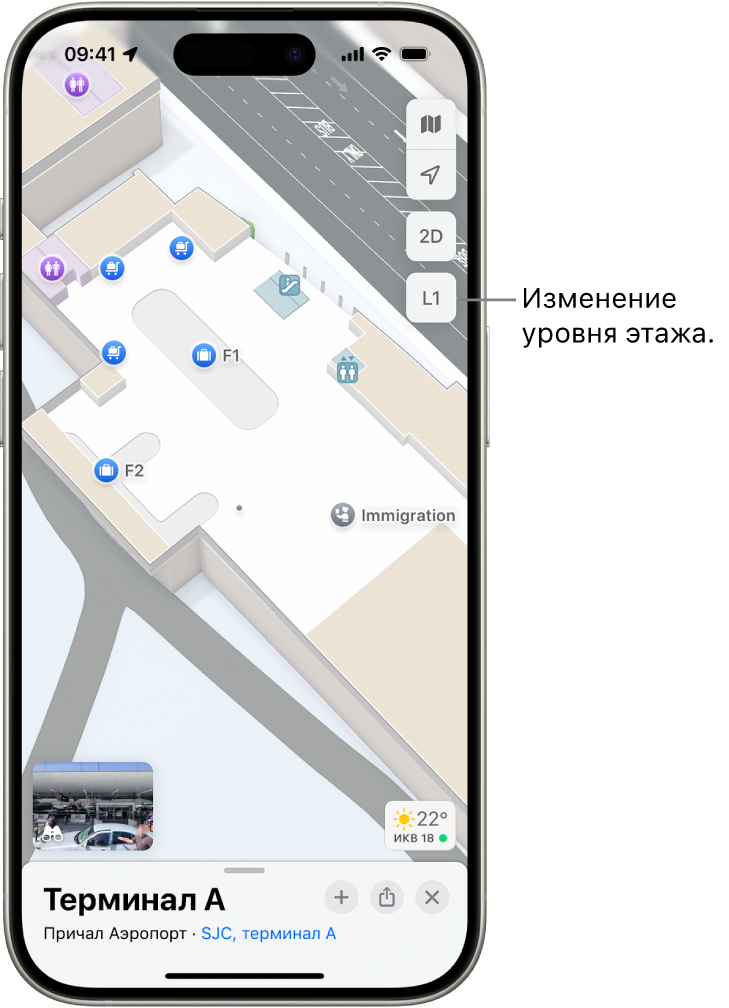 09:41
2D
L1
Изменение
уровня этажа.
F1
F2
Immigration
22°
ИКВ 18
Терминал А
Причал Аэропорт · SJC, терминал А